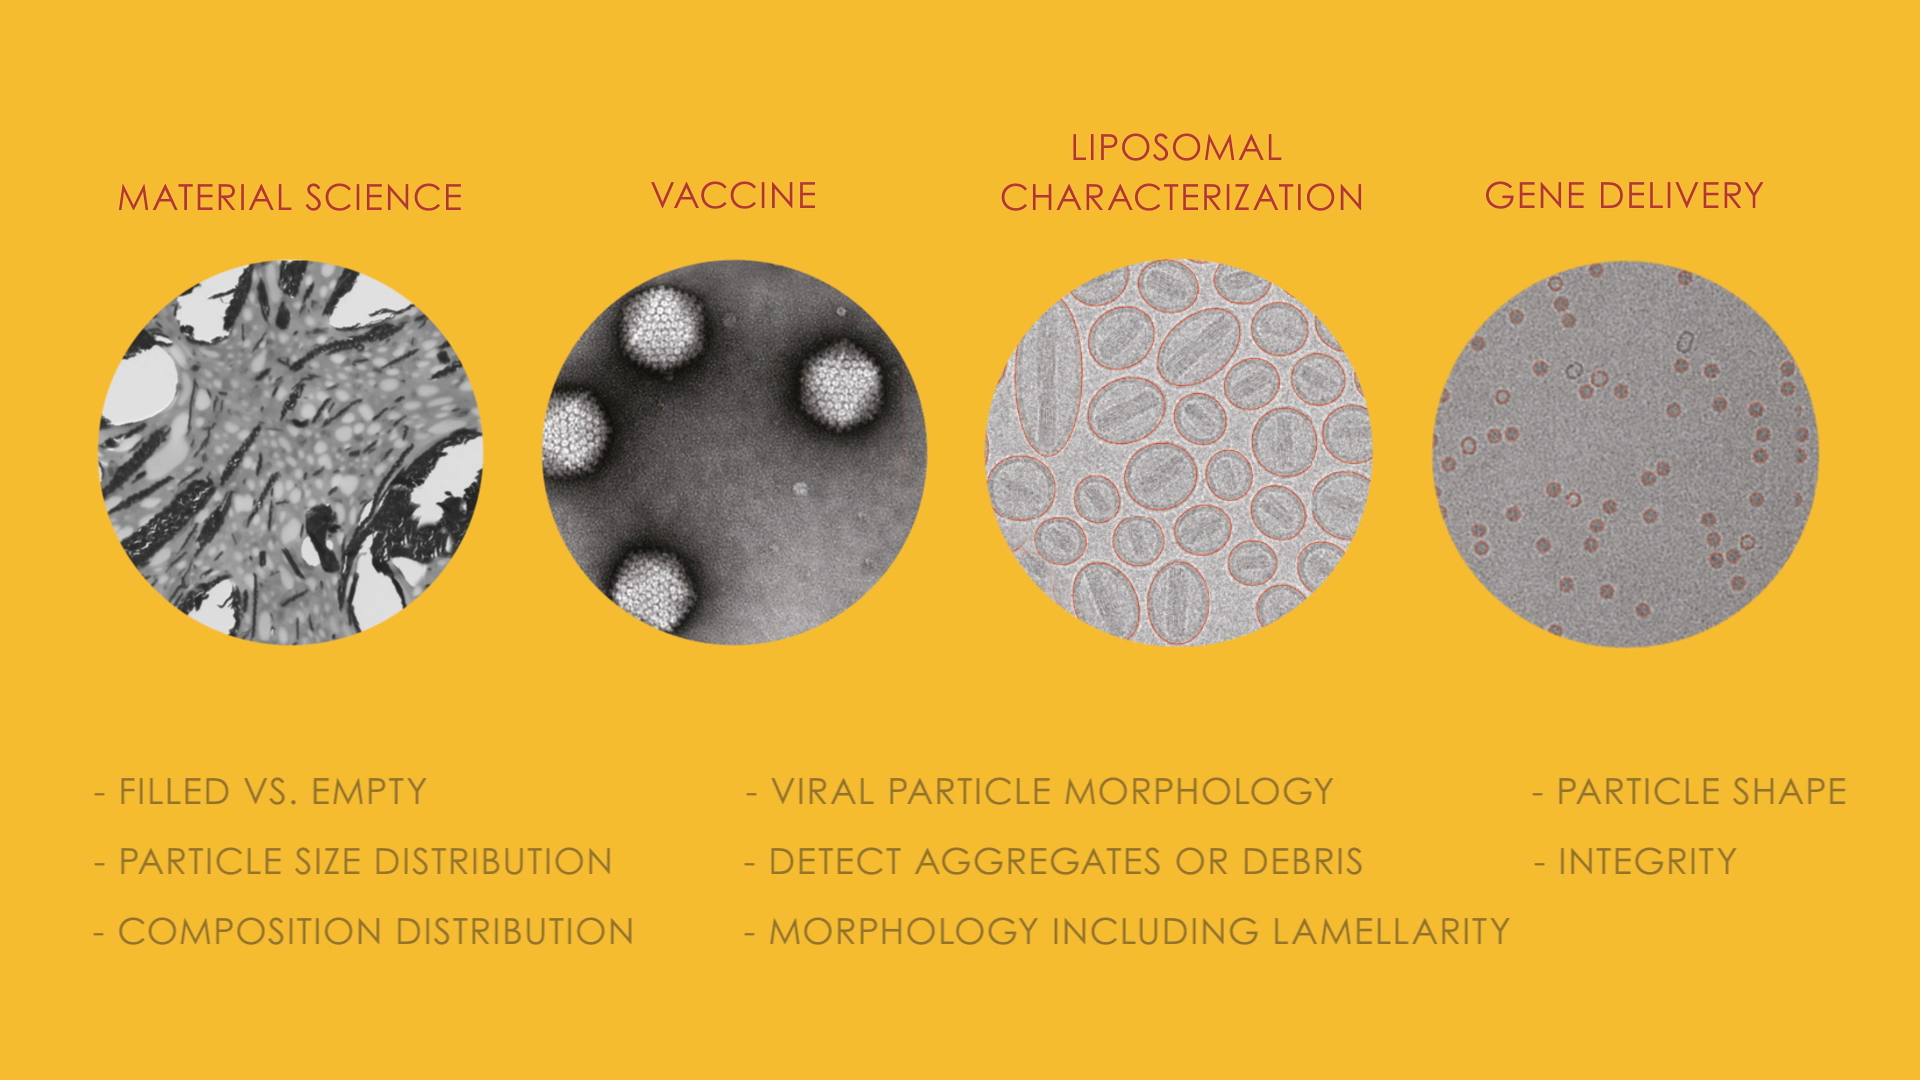 MATERIAL SCIENCE
VACCINE
LIPOSOMAL
CHARACTERIZATION
GENE DELIVERY
- FILLED VS. EMPTY
- PARTICLE SIZE DISTRIBUTION
- COMPOSITION DISTRIBUTION
- VIRAL PARTICLE MORPHOLOGY
- DETECT AGGREGATES OR DEBRIS
- MORPHOLOGY INCLUDING LAMELLARITY
- PARTICLE SHAPE
- INTEGRITY